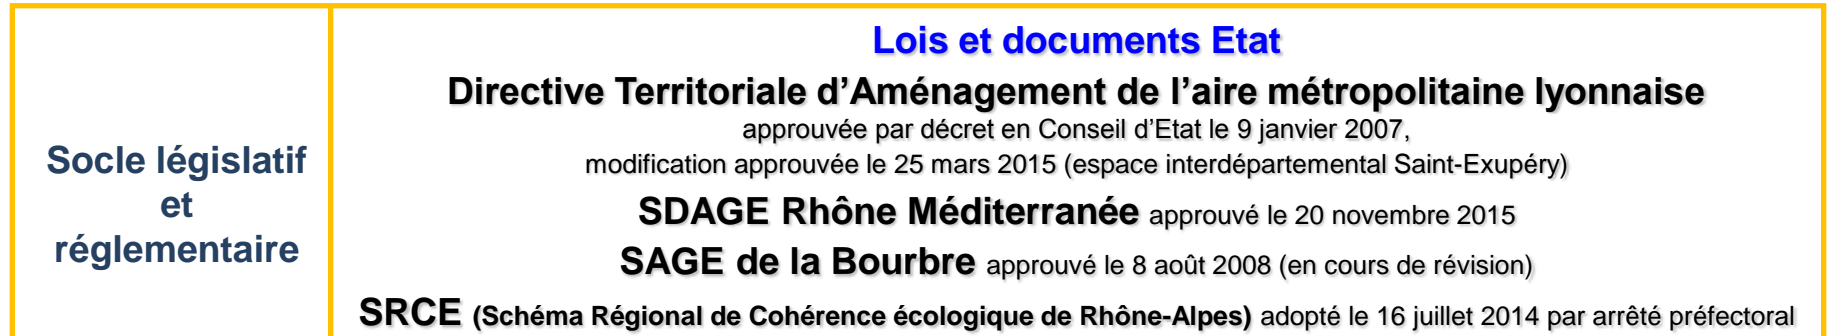 Socle législatif
et
réglementaire
Lois et documents Etat
Directive Territoriale d’Aménagement de l’aire métropolitaine lyonnaise
approuvée par décret en Conseil d’Etat le 9 janvier 2007,
modification approuvée le 25 mars 2015 (espace interdépartemental Saint-Exupéry)
SDAGE Rhône Méditerranée approuvé le 20 novembre 2015
SAGE de la Bourbre approuvé le 8 août 2008 (en cours de révision)
SRCE (Schéma Régional de Cohérence écologique de Rhône-Alpes) adopté le 16 juillet 2014 par arrêté préfectoral